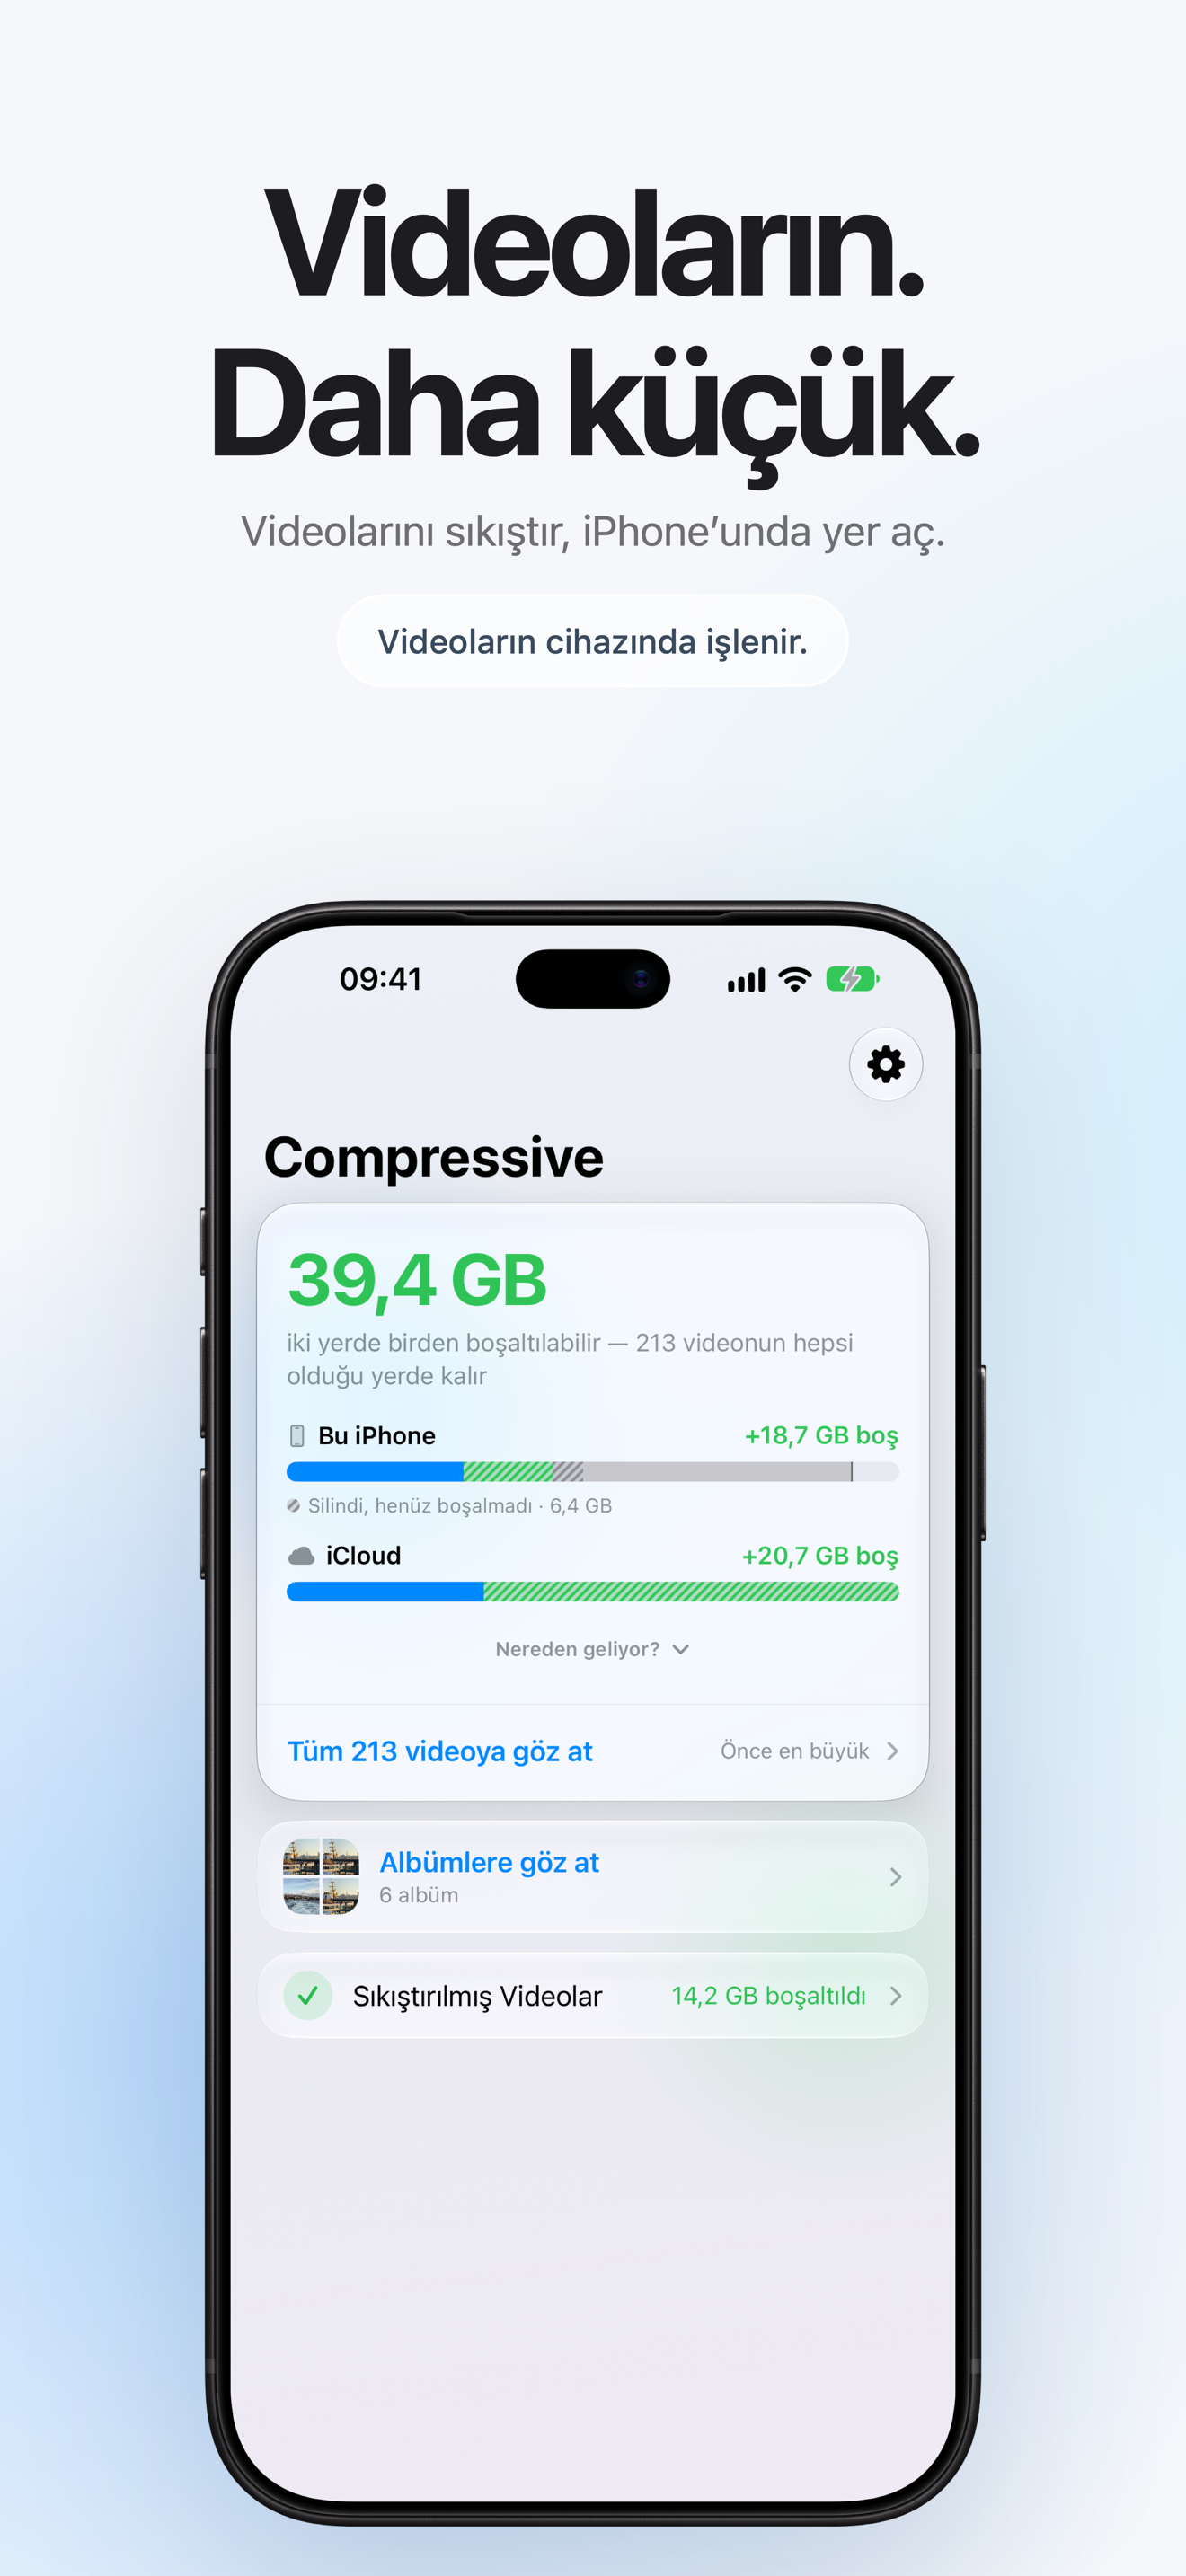 Videoların.
Daha küçük.
Videolarını sıkıştır, iPhone’unda yer aç.
Videoların cihazında işlenir.
09:41
Compressive
39,4 GB
iki yerde birden boşaltılabilir — 213 videonun hepsi
olduğu yerde kalır
Bu iPhone +18,7 GB boş
Silindi, henüz boşalmadı · 6,4 GB
iCloud +20,7 GB boş
Nereden geliyor?
Tüm 213 videoya göz at Önce en büyük
Albümlere göz at
6 albüm
Sıkıştırılmış Videolar 14,2 GB boşaltıldı